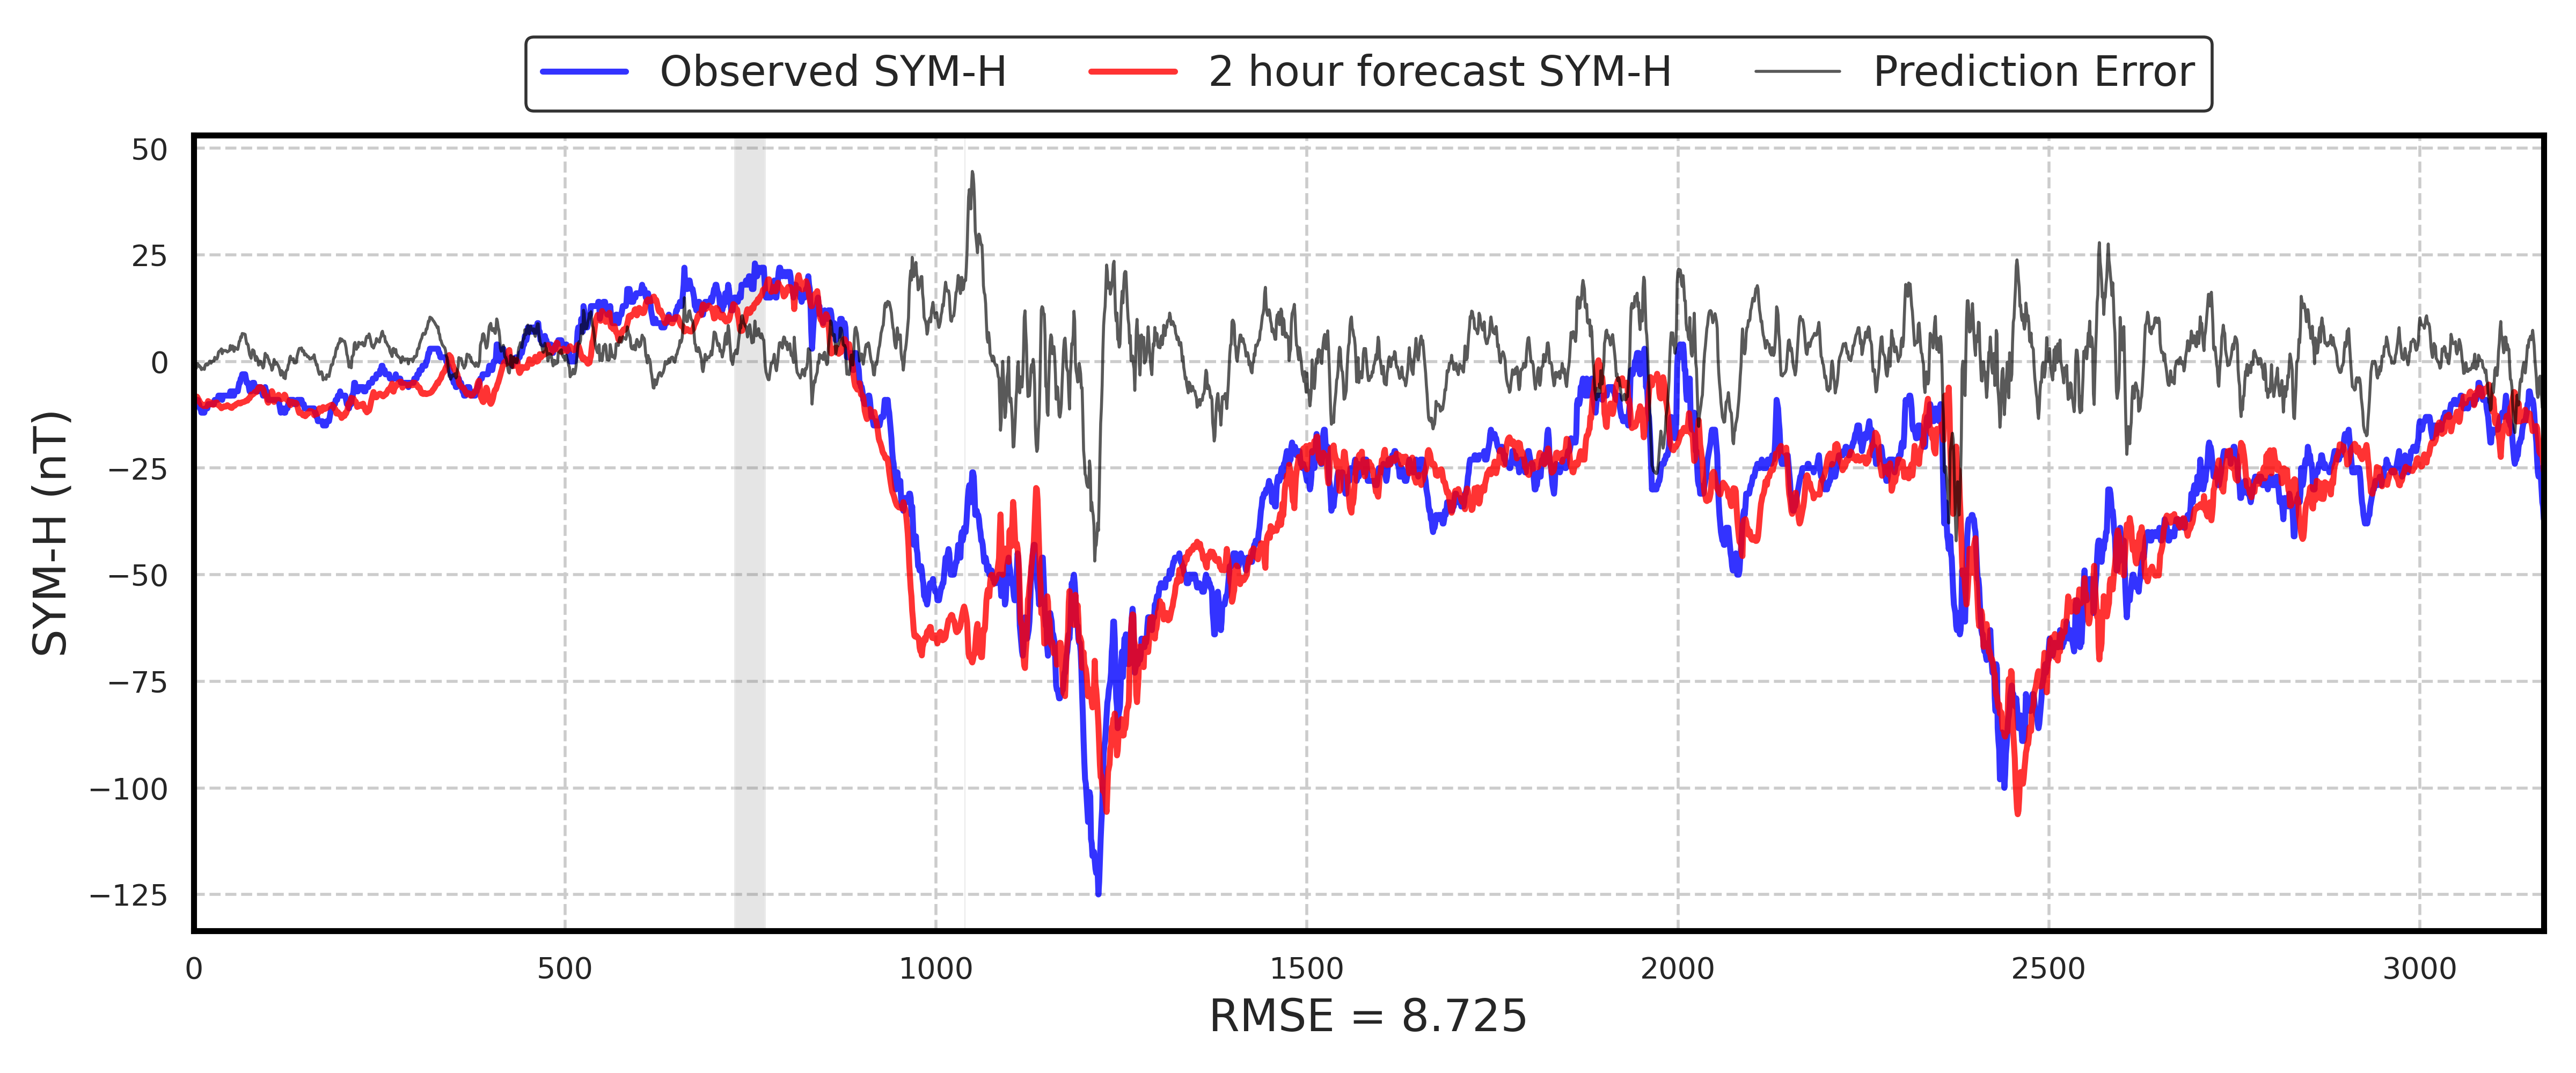 Observed SYM-H 2 hour forecast SYM-H Prediction Error
50
25
0
−25
−50
−75
−100
−125
SYM-H (nT)
0 500 1000 1500 2000 2500 3000
RMSE = 8.725